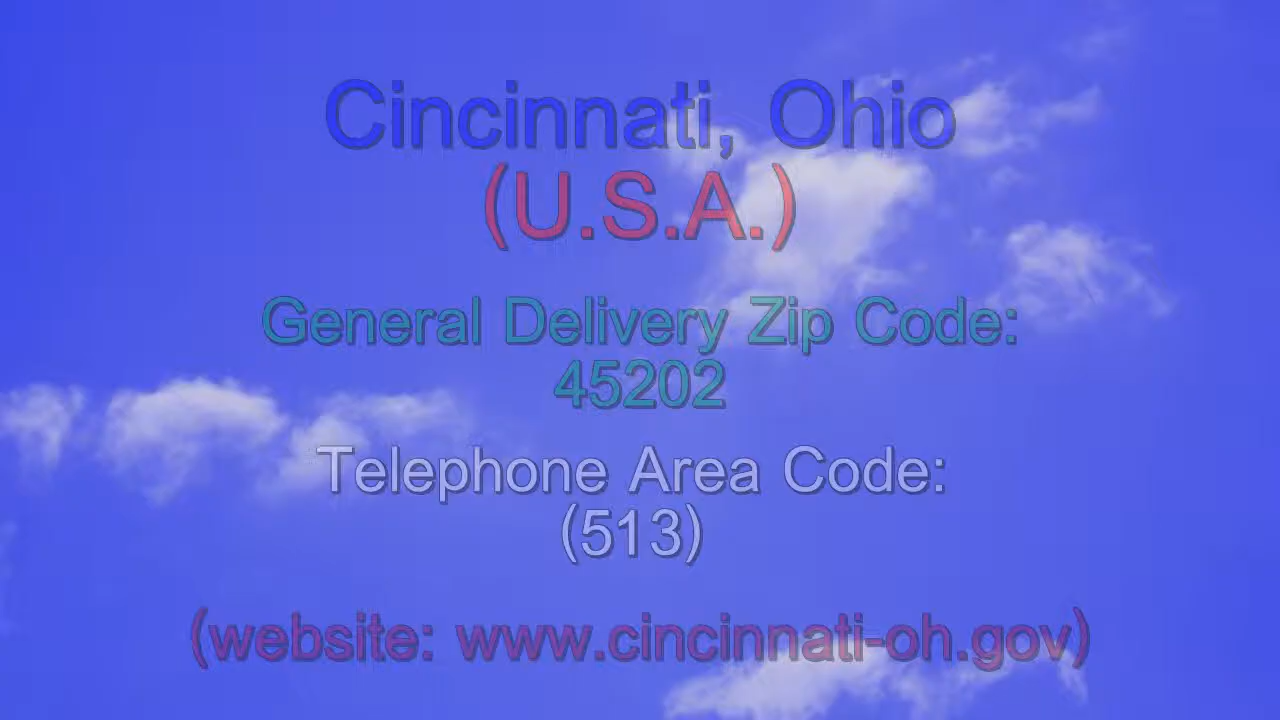 Cincinnati, Ohio
(U.S.A.)
General Delivery Zip Code:
45202
Telephone Area Code:
(513)
(website: www.cincinnati-oh.gov)